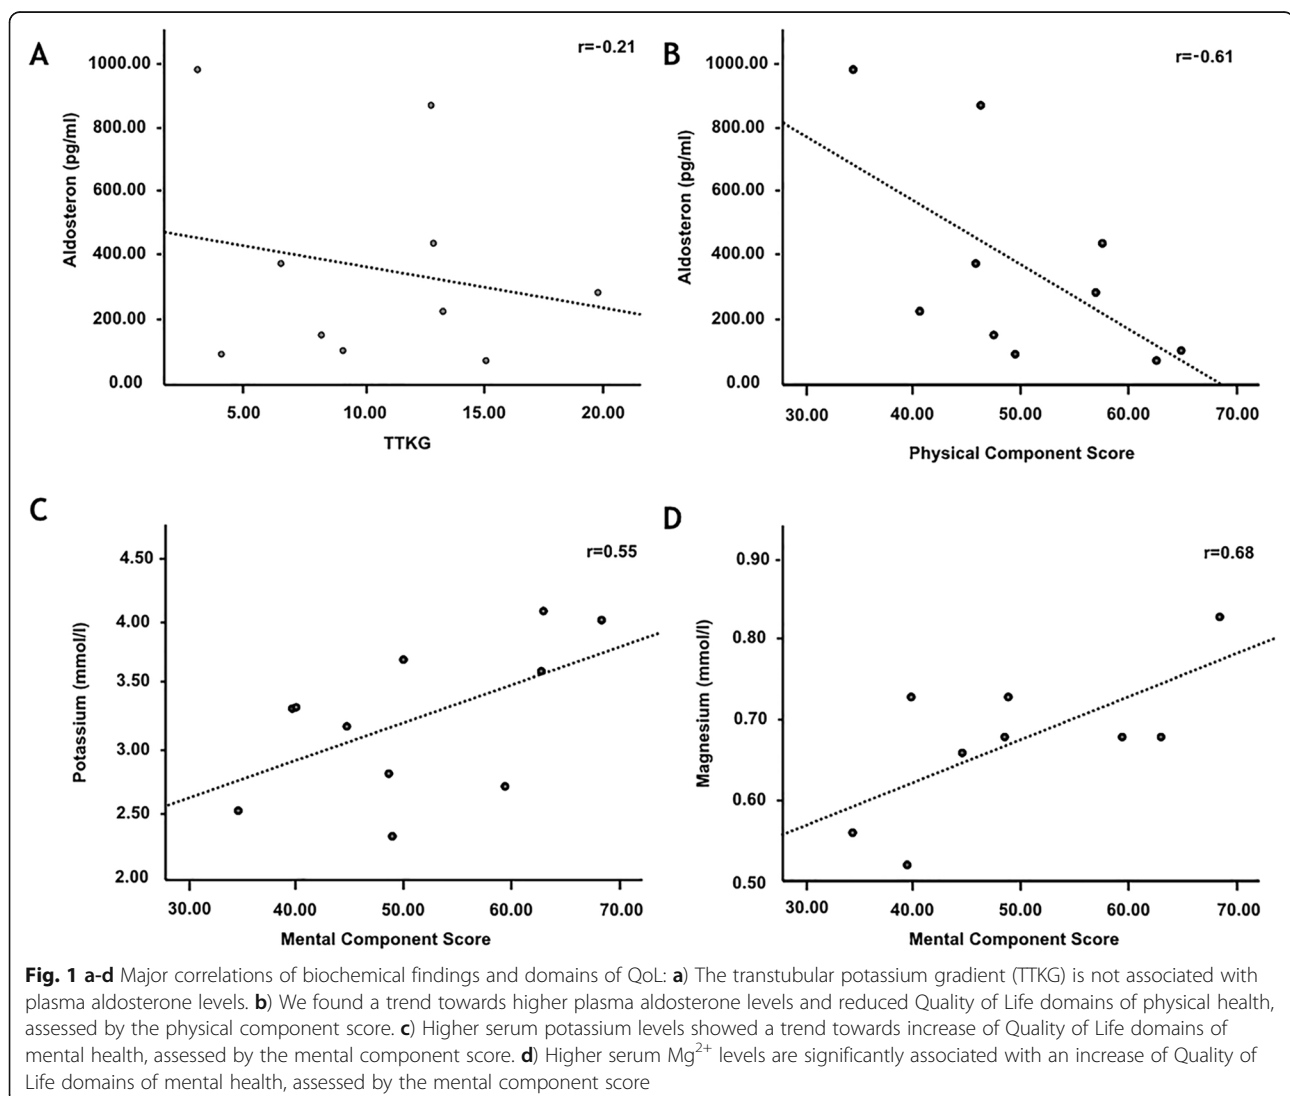 A
r=-0.21
1000.00
800.00
600.00
400.00
200.00
0.00
Aldosteron (pg/ml)
5.00 10.00 15.00 20.00
TTKG
B
r=-0.61
1000.00
800.00
600.00
400.00
200.00
0.00
Aldosteron (pg/ml)
30.00 40.00 50.00 60.00 70.00
Physical Component Score
C
r=0.55
4.50
4.00
3.50
3.00
2.50
2.00
Potassium (mmol/l)
30.00 40.00 50.00 60.00 70.00
Mental Component Score
D
r=0.68
0.90
0.80
0.70
0.60
0.50
Magnesium (mmol/l)
30.00 40.00 50.00 60.00 70.00
Mental Component Score
Fig. 1 a-d Major correlations of biochemical findings and domains of QoL: a) The transtubular potassium gradient (TTKG) is not associated with
plasma aldosterone levels. b) We found a trend towards higher plasma aldosterone levels and reduced Quality of Life domains of physical health,
assessed by the physical component score. c) Higher serum potassium levels showed a trend towards increase of Quality of Life domains of
mental health, assessed by the mental component score. d) Higher serum Mg²⁺ levels are significantly associated with an increase of Quality of
Life domains of mental health, assessed by the mental component score